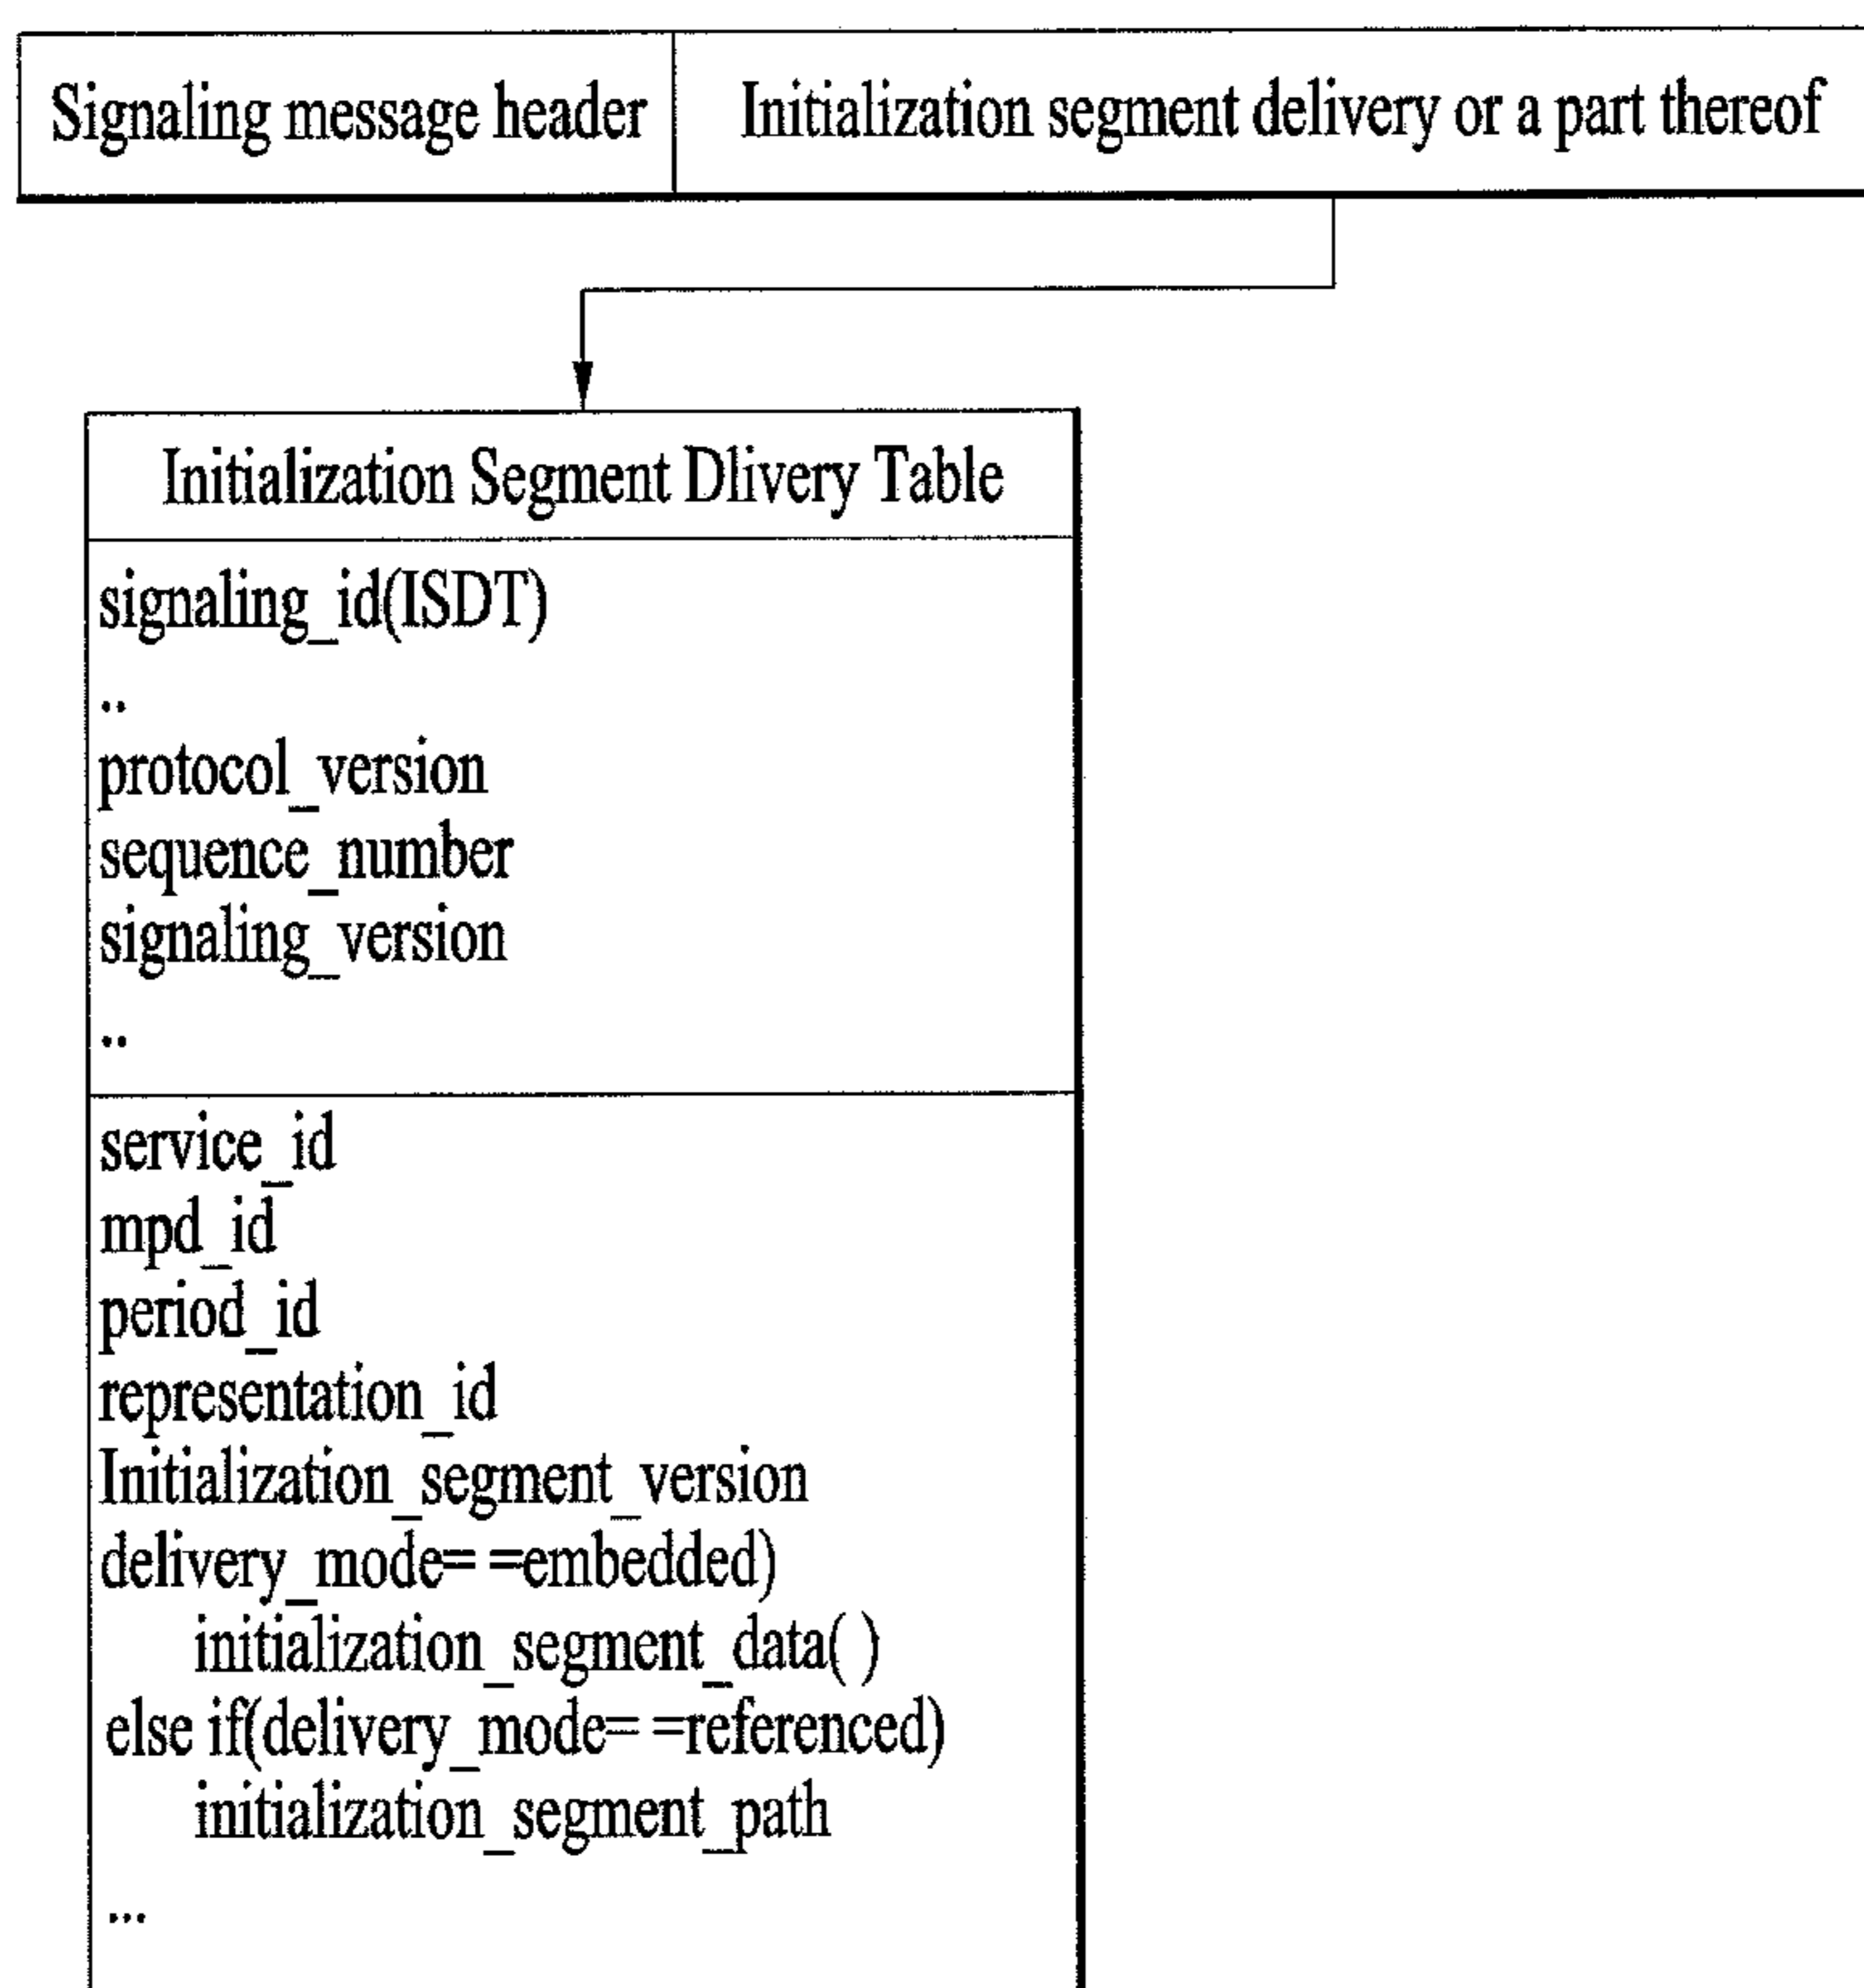 Signaling message header
Initialization segment delivery or a part thereof
Initialization Segment Dlivery Table
signaling_id(ISDT)
..
protocol_version
sequence_number
signaling_version
..
service_id
mpd_id
period_id
representation_id
Initialization_segment_version
delivery_mode= =embedded)
initialization_segment_data( )
else if(delivery_mode= =referenced)
initialization_segment_path
...